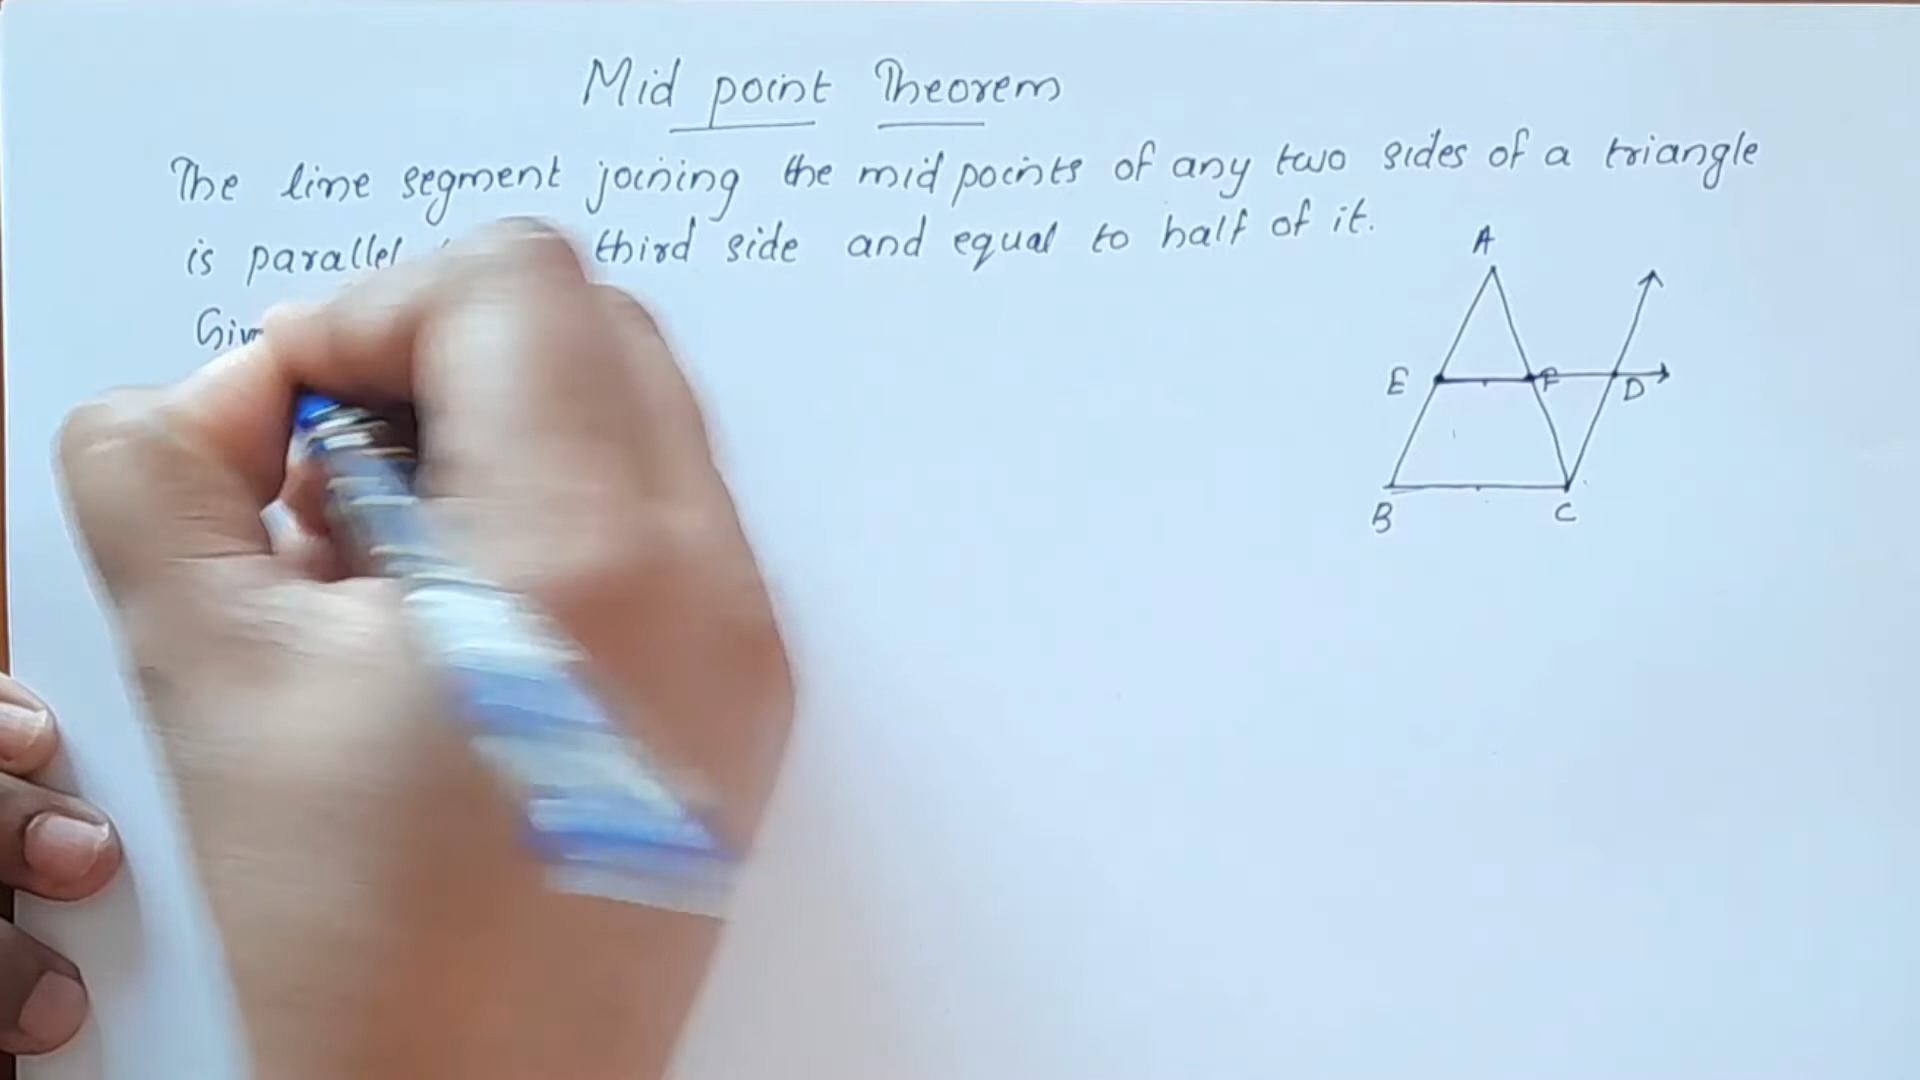 Mid point Theorem
The line segment joining the mid points of any two sides of a triangle
is parallel third side and equal to half of it.
A
Giv
E F D
B C